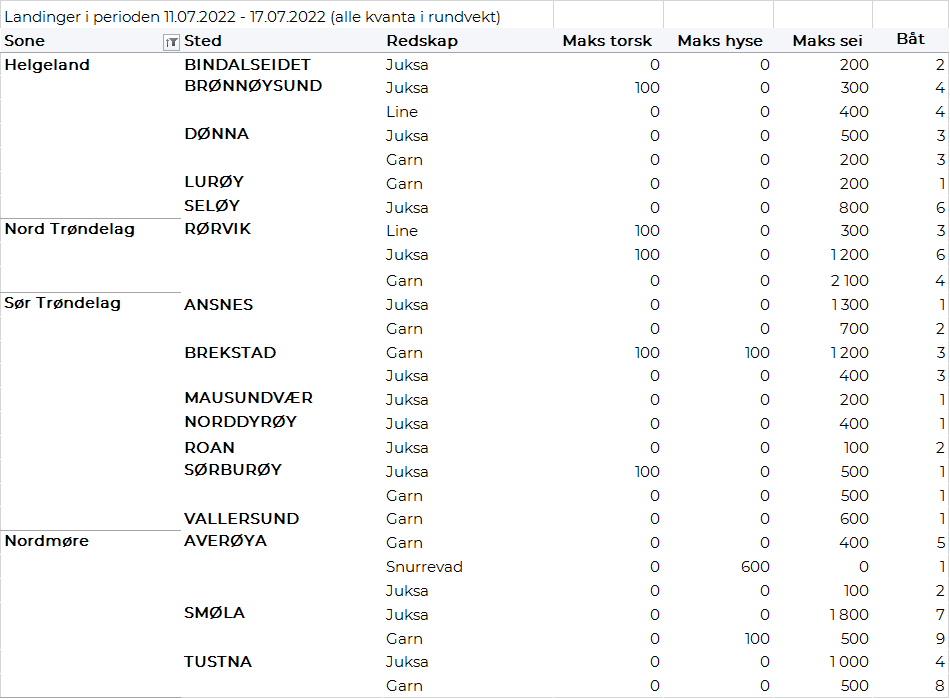 Landinger i perioden 11.07.2022 - 17.07.2022 (alle kvanta i rundvekt)
Sone Sted Redskap Maks torsk Maks hyse Maks sei Båt
Helgeland BINDALSEIDET Juksa 0 0 200 2
BRØNNØYSUND Juksa 100 0 300 4
Line 0 0 400 4
DØNNA Juksa 0 0 500 3
Garn 0 0 200 3
LURØY Garn 0 0 200 1
SELØY Juksa 0 0 800 6
Nord Trøndelag RØRVIK Line 100 0 300 3
Juksa 100 0 1 200 6
Garn 0 0 2 100 4
Sør Trøndelag ANSNES Juksa 0 0 1 300 1
Garn 0 0 700 2
BREKSTAD Garn 100 100 1 200 3
Juksa 0 0 400 3
MAUSUNDVÆR Juksa 0 0 200 1
NORDDYRØY Juksa 0 0 400 1
ROAN Juksa 0 0 100 2
SØRBURØY Juksa 100 0 500 1
Garn 0 0 500 1
VALLERSUND Garn 0 0 600 1
Nordmøre AVERØYA Garn 0 0 400 5
Snurrevad 0 600 0 1
Juksa 0 0 100 2
SMØLA Juksa 0 0 1 800 7
Garn 0 100 500 9
TUSTNA Juksa 0 0 1 000 4
Garn 0 0 500 8